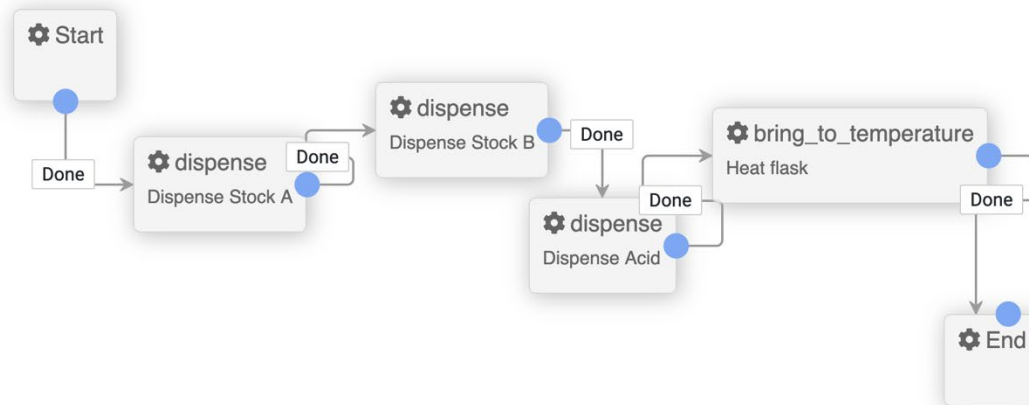 Start
Done
dispense
Dispense Stock A
Done
dispense
Dispense Stock B
Done
dispense
Dispense Acid
Done
bring_to_temperature
Heat flask
Done
End